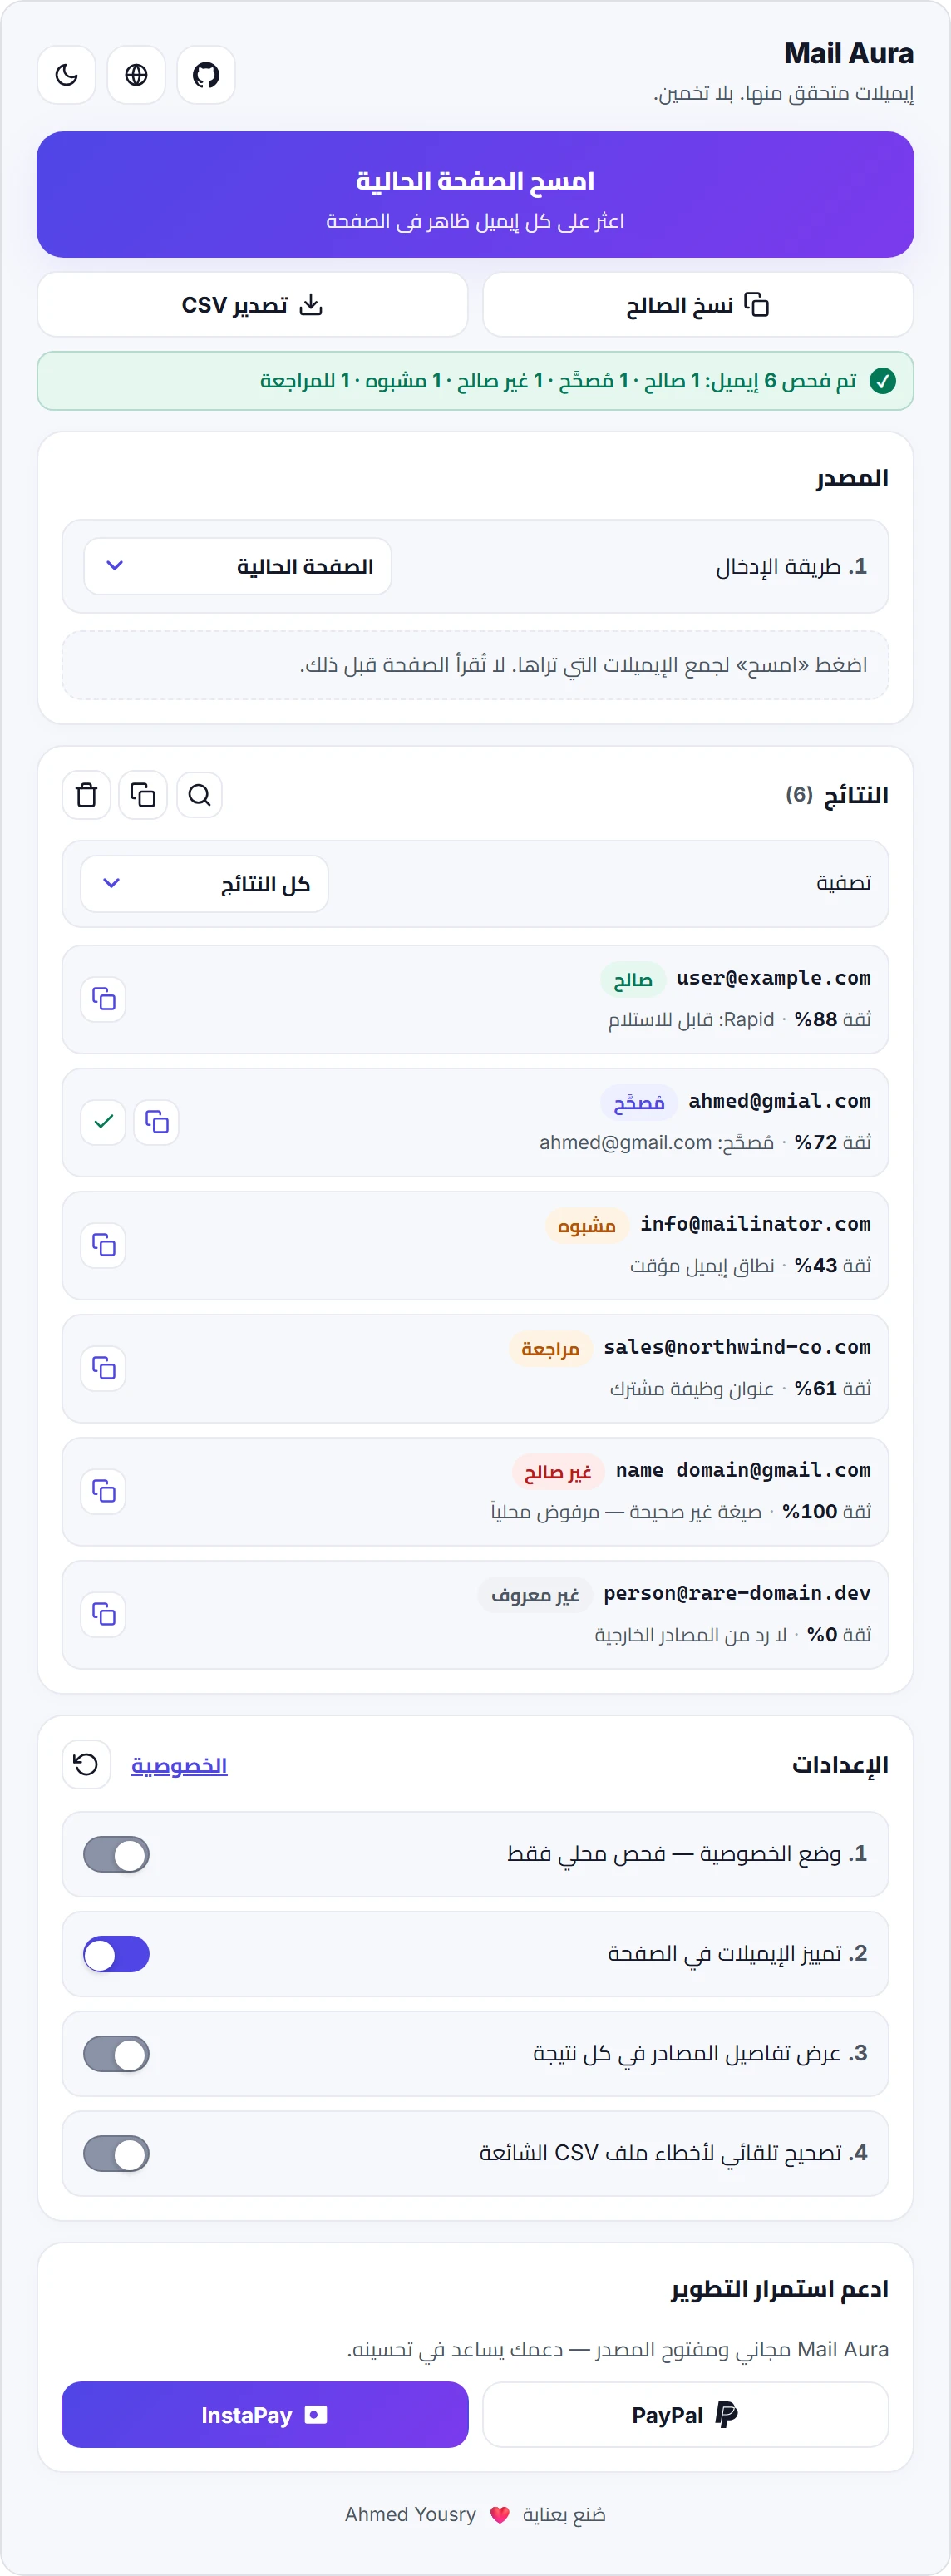 Mail Aura
إيميلات متحقق منها. بلا تخمين.
امسح الصفحة الحالية
اعثر على كل إيميل ظاهر في الصفحة
نسخ الصالح
تصدير CSV
تم فحص 6 إيميل: 1 صالح · 1 مُصحَّح · 1 غير صالح · 1 مشبوه · 1 للمراجعة
المصدر
1. طريقة الإدخال
الصفحة الحالية
اضغط «امسح» لجمع الإيميلات التي تراها. لا تُقرأ الصفحة قبل ذلك.
النتائج (6)
تصفية
كل النتائج
user@example.com صالح
ثقة 88% · Rapid: قابل للاستلام
ahmed@gmial.com مُصحَّح
ثقة 72% · مُصحَّح: ahmed@gmail.com
info@mailinator.com مشبوه
ثقة 43% · نطاق إيميل مؤقت
sales@northwind-co.com مراجعة
ثقة 61% · عنوان وظيفة مشترك
name domain@gmail.com غير صالح
ثقة 100% · صيغة غير صحيحة — مرفوض محلياً
person@rare-domain.dev غير معروف
ثقة 0% · لا رد من المصادر الخارجية
الإعدادات
الخصوصية
1. وضع الخصوصية — فحص محلي فقط
2. تمييز الإيميلات في الصفحة
3. عرض تفاصيل المصادر في كل نتيجة
4. تصحيح تلقائي لأخطاء ملف CSV الشائعة
ادعم استمرار التطوير
Mail Aura مجاني ومفتوح المصدر — دعمك يساعد في تحسينه.
PayPal
InstaPay
صُنع بعناية ❤ Ahmed Yousry